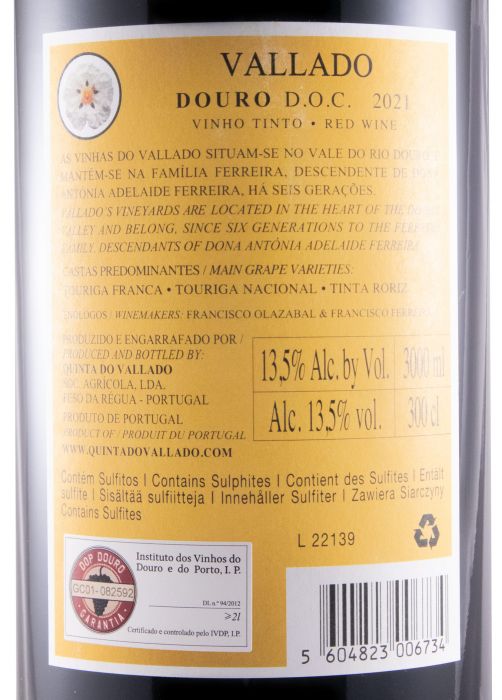 VALLADO
DOURO D.O.C. 2021
VINHO TINTO • RED WINE
AS VINHAS DO VALLADO SITUAM-SE NO VALE DO RIO DOURO E
MANTÊM-SE NA FAMÍLIA FERREIRA, DESCENDENTE DE DONA
ANTÓNIA ADELAIDE FERREIRA, HÁ SEIS GERAÇÕES.
VALLADO'S VINEYARDS ARE LOCATED IN THE HEART OF THE DOURO
VALLEY AND BELONG, SINCE SIX GENERATIONS TO THE FERREIRA
FAMILY, DESCENDANTS OF DONA ANTÓNIA ADELAIDE FERREIRA.
CASTAS PREDOMINANTES / MAIN GRAPE VARIETIES:
TOURIGA FRANCA • TOURIGA NACIONAL • TINTA RORIZ
ENÓLOGOS / WINEMAKERS: FRANCISCO OLAZABAL & FRANCISCO FERREIRA
PRODUZIDO E ENGARRAFADO POR /
PRODUCED AND BOTTLED BY:
QUINTA DO VALLADO
SOC. AGRICOLA, LDA.
PESO DA RÉGUA - PORTUGAL
PRODUTO DE PORTUGAL
PRODUCT OF / PRODUIT DU PORTUGAL
WWW.QUINTADOVALLADO.COM
13,5% Alc. by Vol. 3000 ml
Alc. 13,5% vol. 300 cl
Contém Sulfitos | Contains Sulphites | Contient des Sulfites | Entält
sulfite | Sisältää sulfiitteja | Innehåller Sulfiter | Zawiera Siarczyny
Contains Sulfites
L 22139
DOP DOURO
GC01-082592
GARANTIA
Instituto dos Vinhos do
Douro e do Porto, I. P.
DL n.º 94/2012
≥2l
Certificado e controlado pelo IVDP, I.P.
5 604823 006734